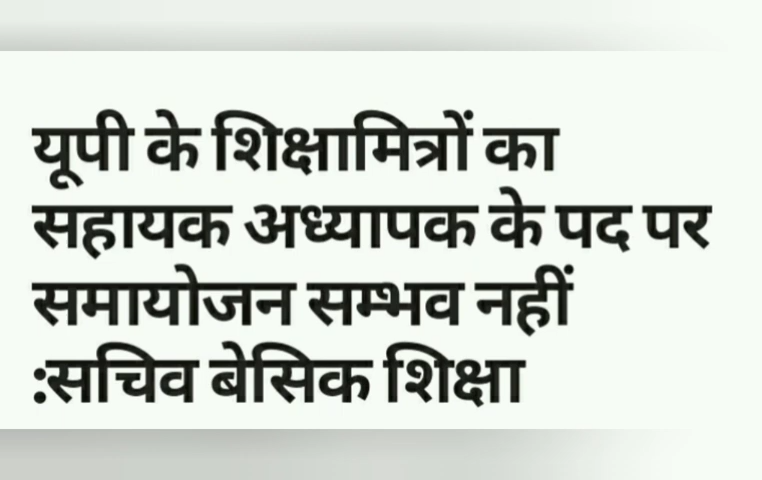 यूपी के शिक्षामित्रों का
सहायक अध्यापक के पद पर
समायोजन सम्भव नहीं
:सचिव बेसिक शिक्षा